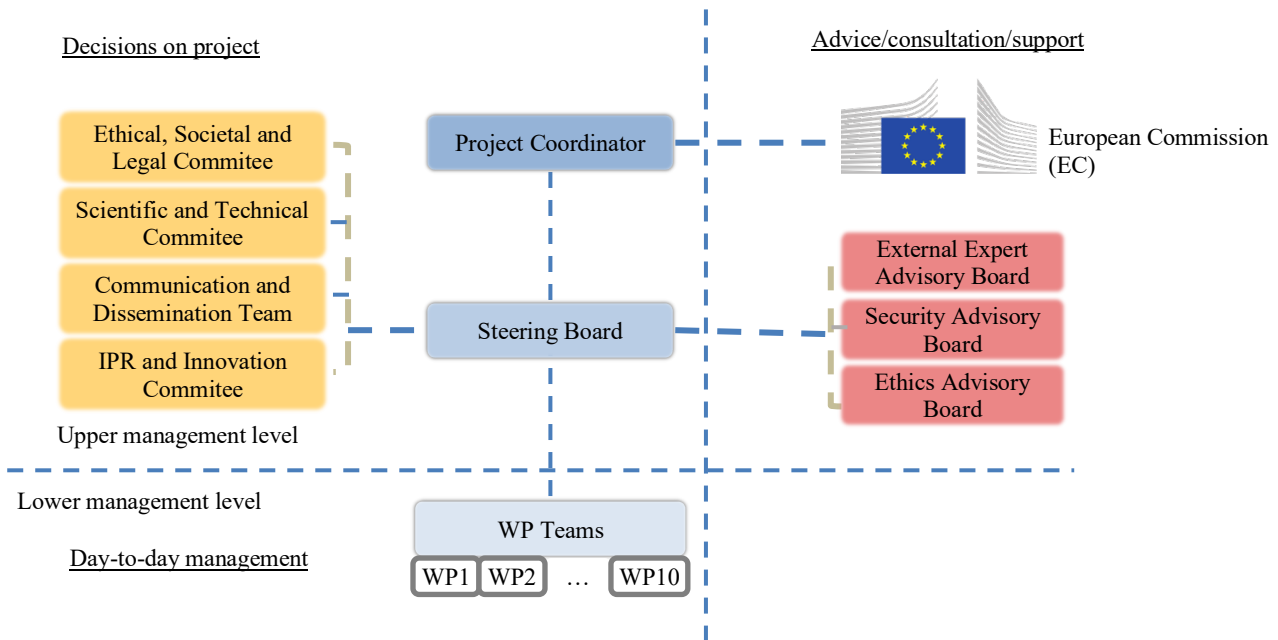 Decisions on project
Advice/consultation/support
Ethical, Societal and
Legal Commitee
Project Coordinator
European Commission
(EC)
Scientific and Technical
Commitee
External Expert
Advisory Board
Communication and
Dissemination Team
Steering Board
Security Advisory
Board
IPR and Innovation
Commitee
Ethics Advisory
Board
Upper management level
Lower management level
WP Teams
Day-to-day management
WP1 WP2 … WP10